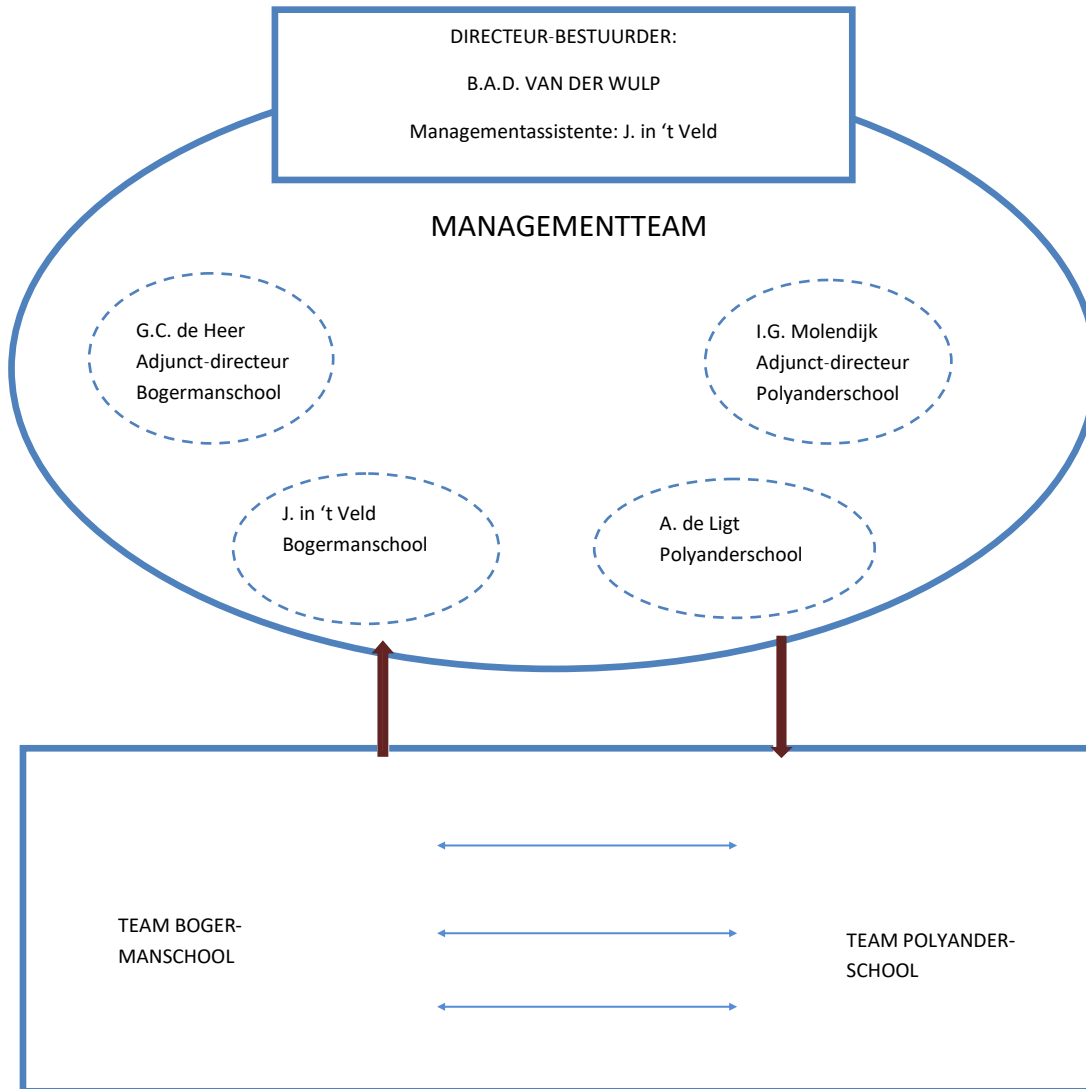 DIRECTEUR-BESTUURDER:
B.A.D. VAN DER WULP
Managementassistente: J. in ‘t Veld
MANAGEMENTTEAM
G.C. de Heer
Adjunct-directeur
Bogermanschool
I.G. Molendijk
Adjunct-directeur
Polyanderschool
J. in ‘t Veld
Bogermanschool
A. de Ligt
Polyanderschool
TEAM BOGER-
MANSCHOOL
TEAM POLYANDER-
SCHOOL